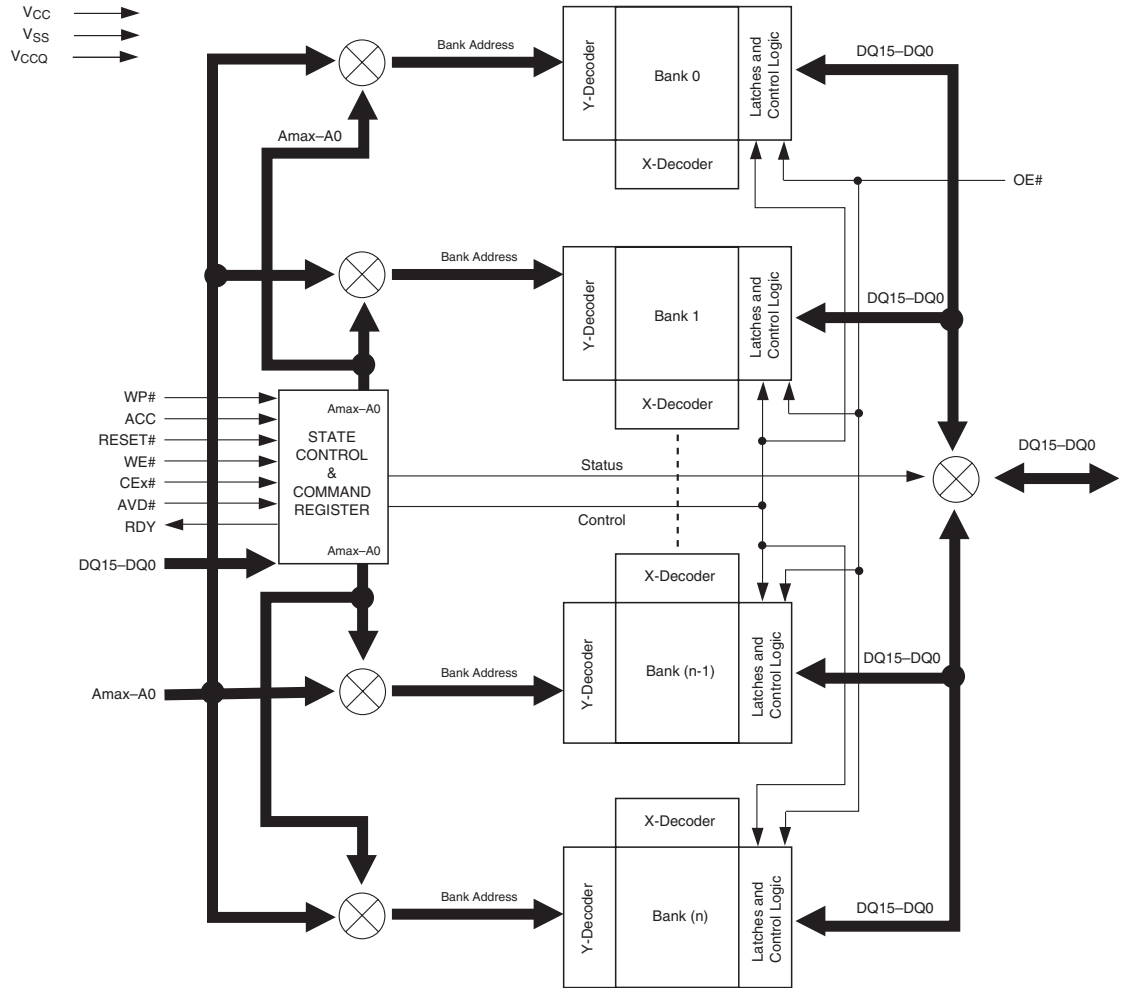 VCC
VSS
VCCQ
Bank Address
Y-Decoder
Bank 0
Latches and
Control Logic
DQ15–DQ0
Amax–A0
X-Decoder
OE#
Bank Address
Y-Decoder
Bank 1
Latches and
Control Logic
DQ15–DQ0
X-Decoder
WP#
ACC
RESET#
WE#
CEx#
AVD#
RDY
DQ15–DQ0
Amax–A0
STATE
CONTROL
&
COMMAND
REGISTER
Amax–A0
Status
Control
DQ15–DQ0
X-Decoder
Amax–A0
Bank Address
Y-Decoder
Bank (n-1)
Latches and
Control Logic
DQ15–DQ0
X-Decoder
Bank Address
Y-Decoder
Bank (n)
Latches and
Control Logic
DQ15–DQ0